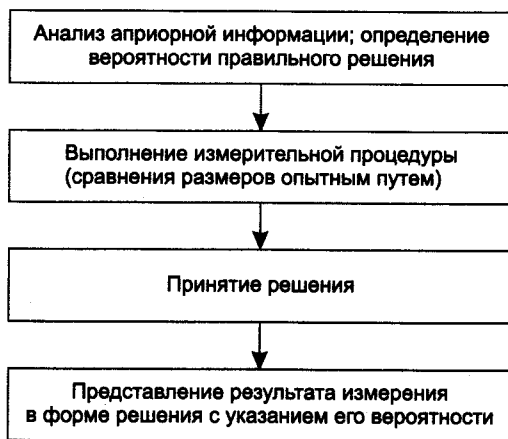 Анализ априорной информации; определение
вероятности правильного решения
Выполнение измерительной процедуры
(сравнения размеров опытным путем)
Принятие решения
Представление результата измерения
в форме решения с указанием его вероятности